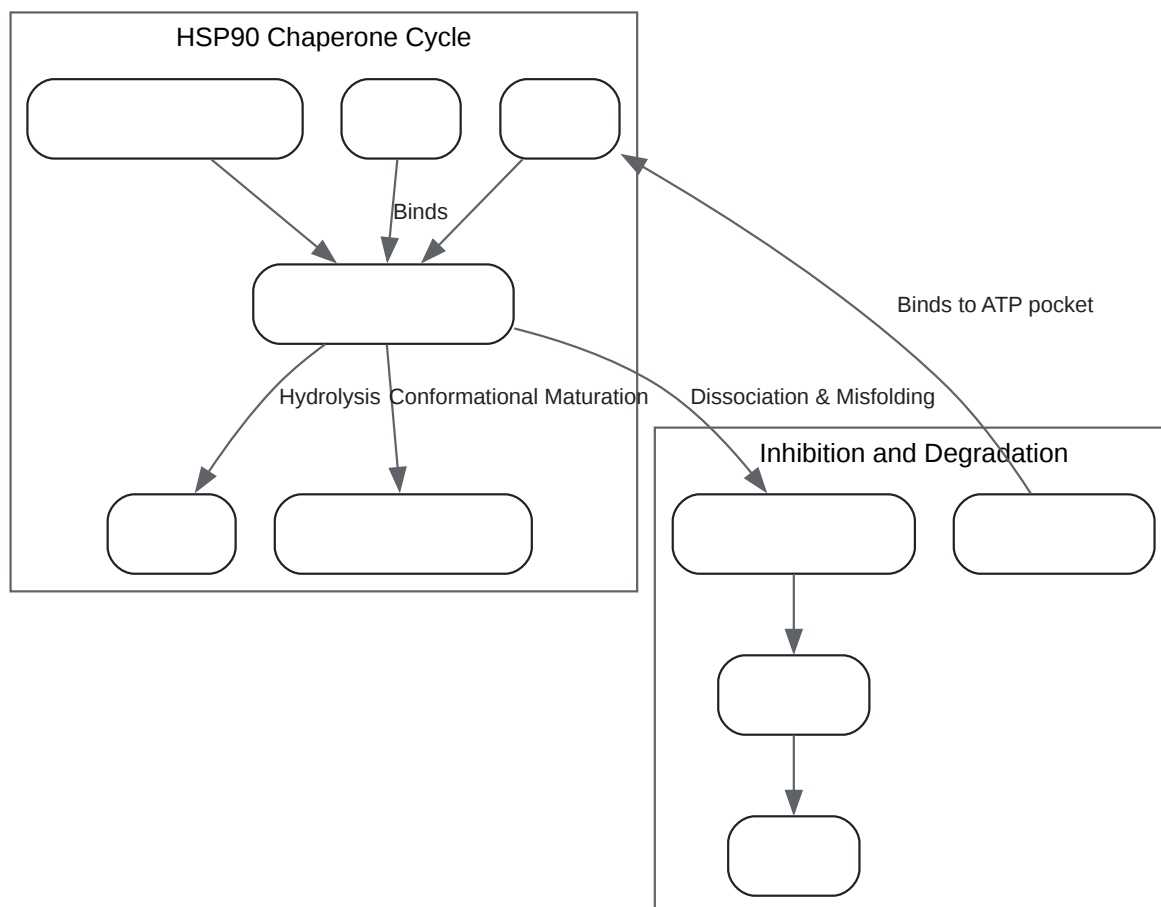 HSP90 Chaperone Cycle
Binds
Binds to ATP pocket
Hydrolysis
Conformational Maturation
Dissociation & Misfolding
Inhibition and Degradation